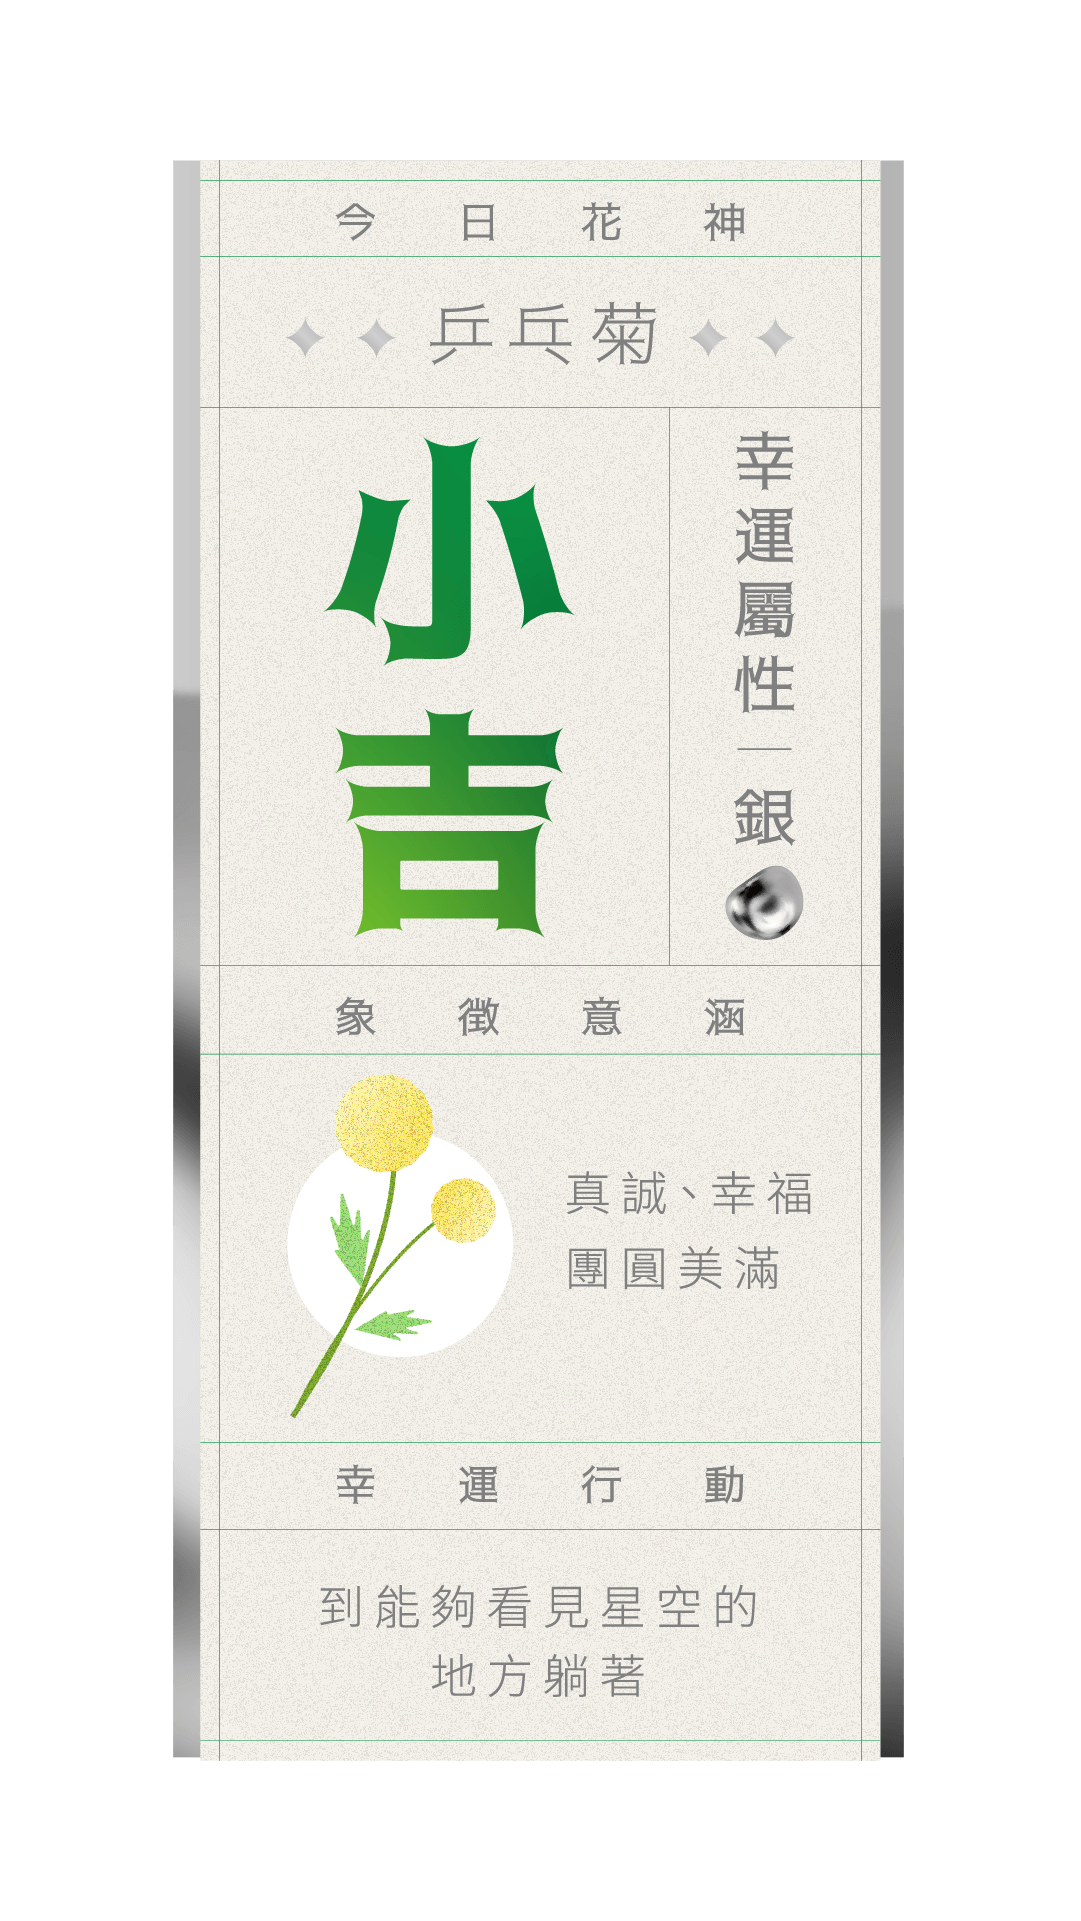 今日花神
乒乓菊
小吉
幸運屬性｜銀
象徵意涵
真誠、幸福
團圓美滿
幸運行動
到能夠看見星空的
地方躺著